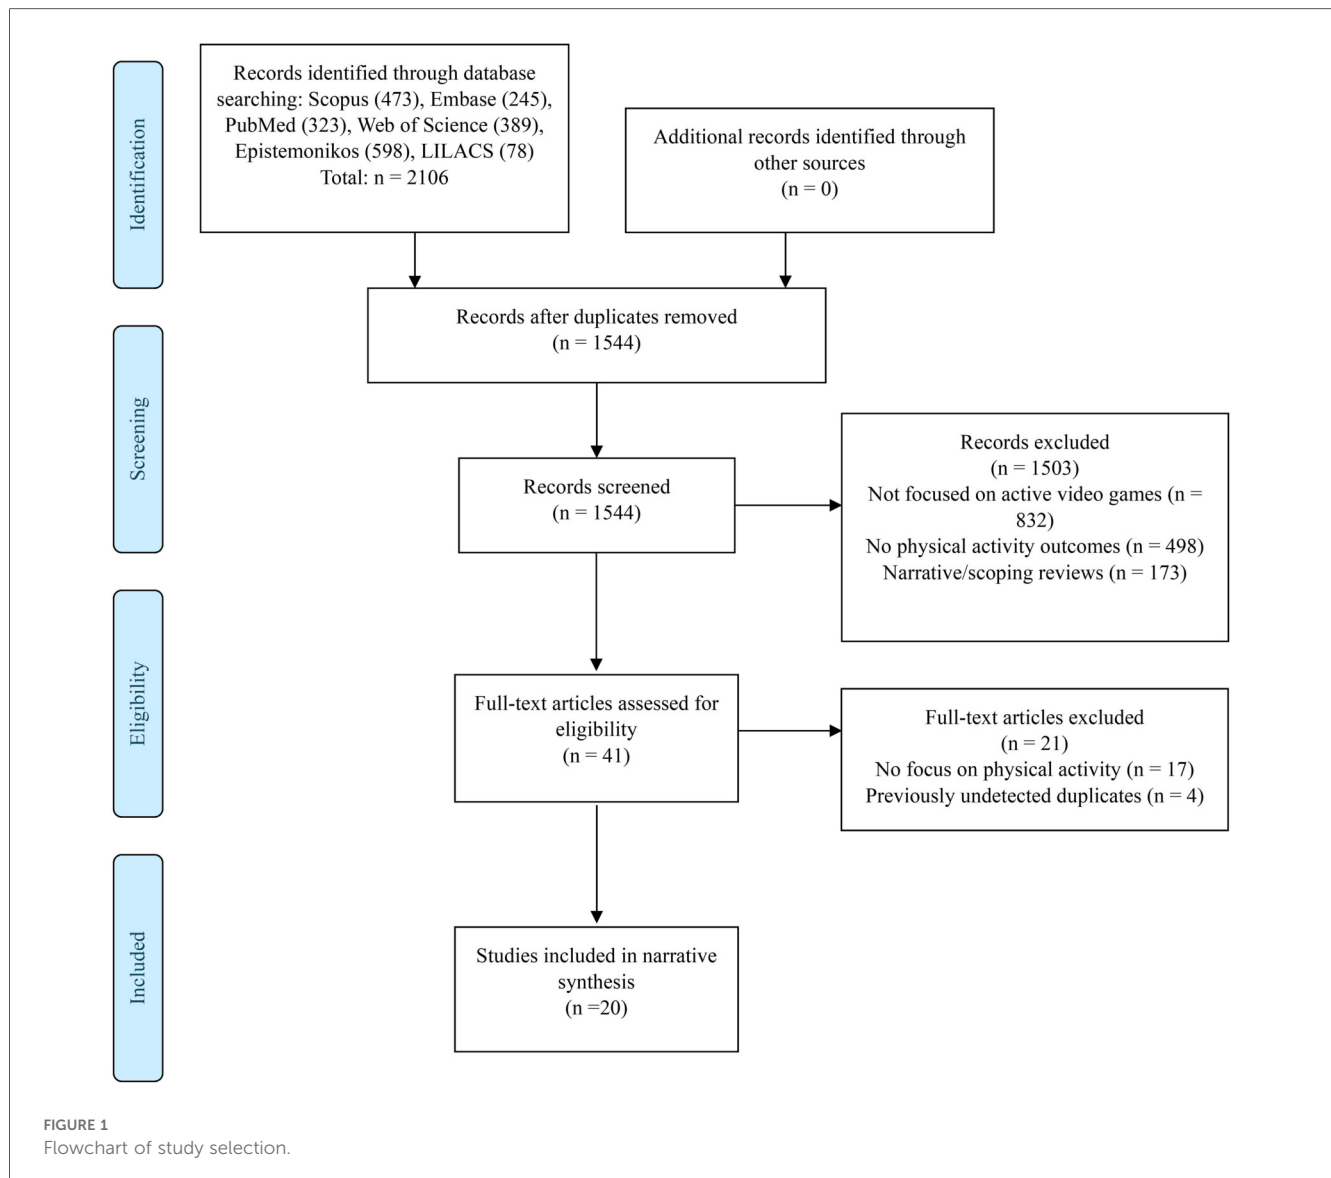 Identification
Records identified through database
searching: Scopus (473), Embase (245),
PubMed (323), Web of Science (389),
Epistemonikos (598), LILACS (78)
Total: n = 2106
Additional records identified through
other sources
(n = 0)
Records after duplicates removed
(n = 1544)
Screening
Records screened
(n = 1544)
Records excluded
(n = 1503)
Not focused on active video games (n =
832)
No physical activity outcomes (n = 498)
Narrative/scoping reviews (n = 173)
Eligibility
Full-text articles assessed for
eligibility
(n = 41)
Full-text articles excluded
(n = 21)
No focus on physical activity (n = 17)
Previously undetected duplicates (n = 4)
Included
Studies included in narrative
synthesis
(n =20)
FIGURE 1
Flowchart of study selection.